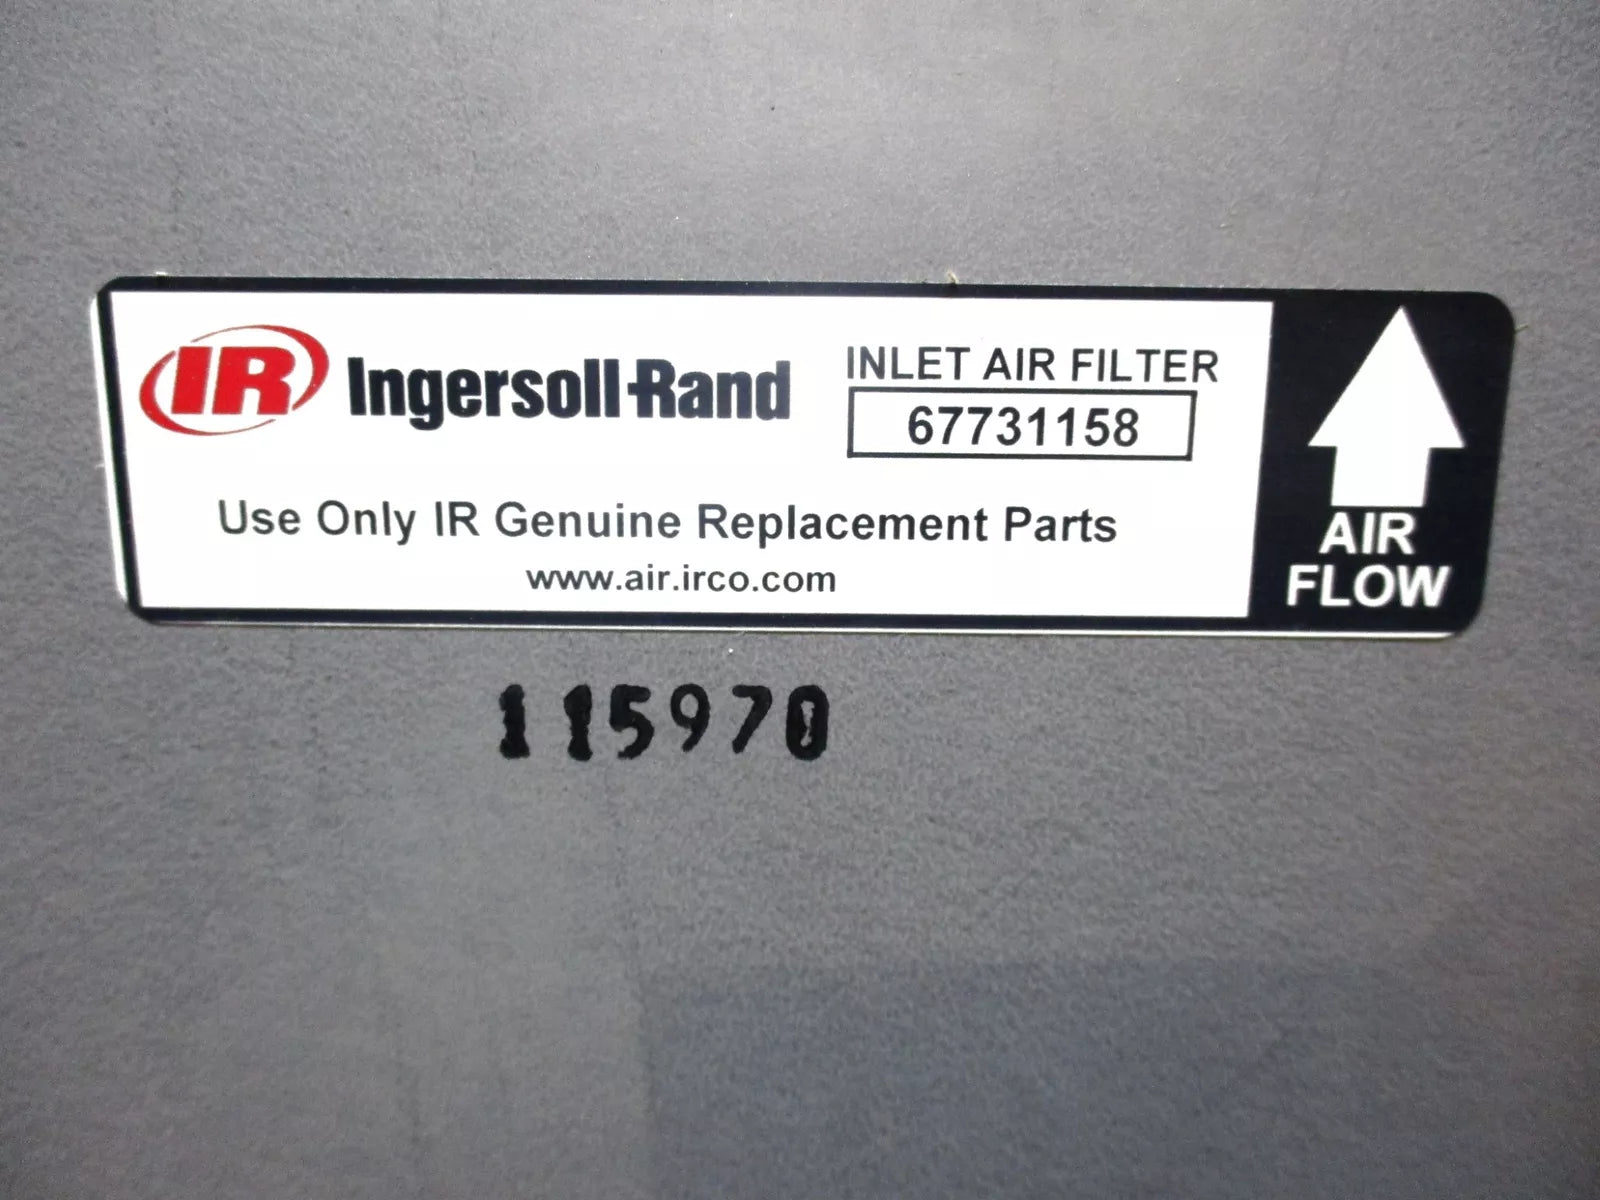 IR Ingersoll-Rand
INLET AIR FILTER
67731158
Use Only IR Genuine Replacement Parts
www.air.irco.com
AIR
FLOW
115970